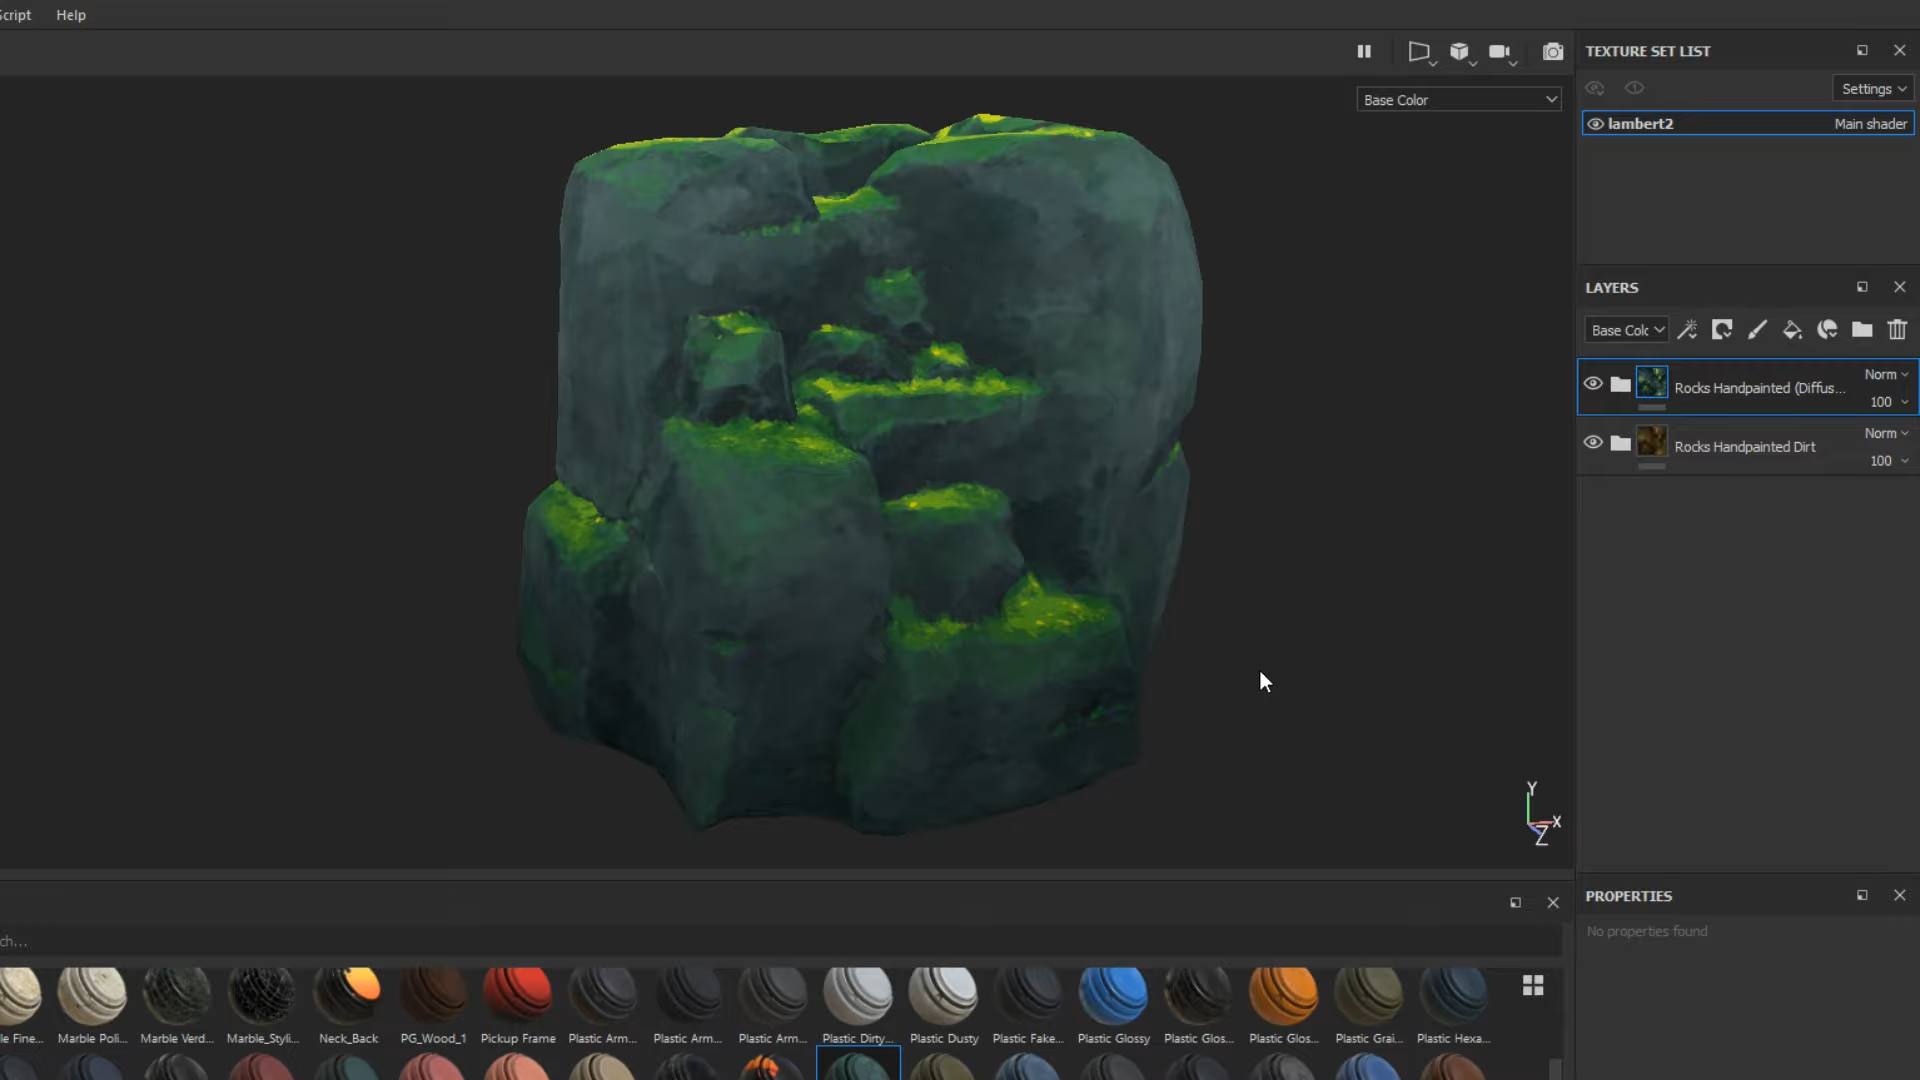 Script Help
TEXTURE SET LIST
Settings
Base Color
lambert2 Main shader
LAYERS
Base Colc
Norm
Rocks Handpainted (Diffus...
100
Norm
Rocks Handpainted Dirt
100
Y
X
Z
PROPERTIES
No properties found
ch...
le Fine... Marble Poli... Marble Verd... Marble_Styli... Neck_Back PG_Wood_1 Pickup Frame Plastic Arm... Plastic Arm... Plastic Arm... Plastic Dirty... Plastic Dusty Plastic Fake... Plastic Glossy Plastic Glos... Plastic Glos... Plastic Grai... Plastic Hexa...